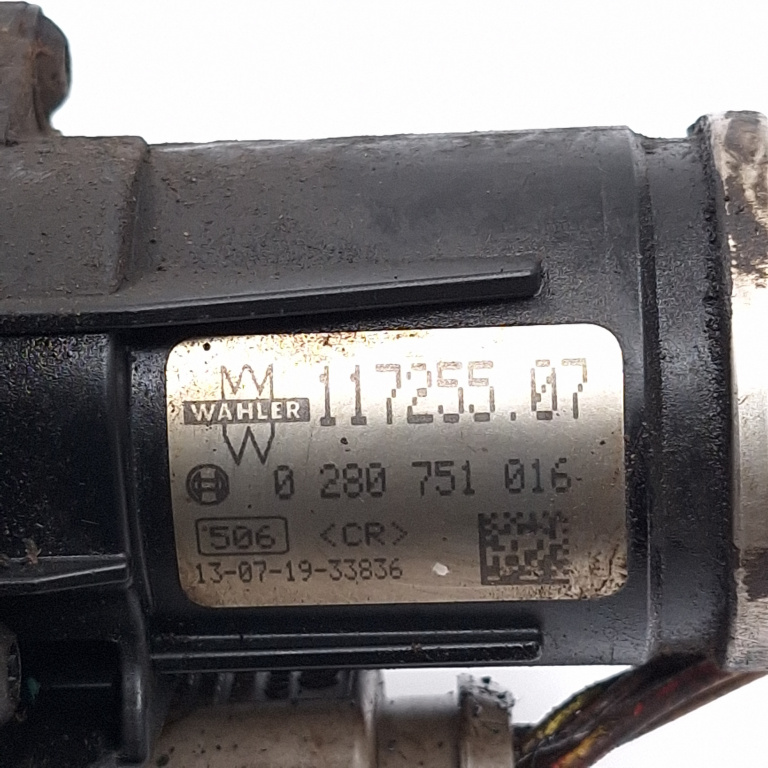 WAHLER 117255.07
0 280 751 016
506 <CR>
13-07-19-33836